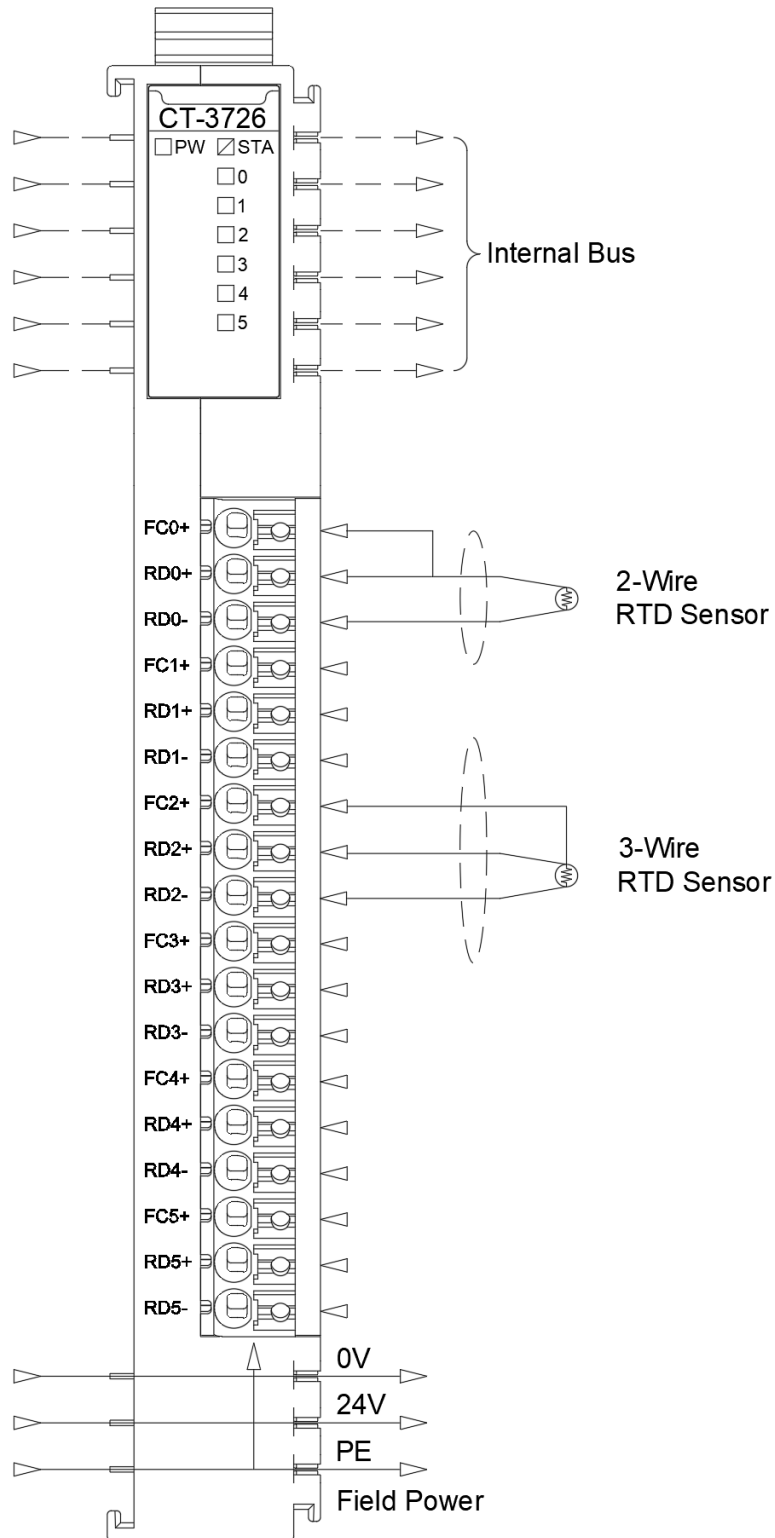 CT-3726
PW STA
0
1
2
3
4
5
Internal Bus
FC0+
RD0+
RD0-
FC1+
RD1+
RD1-
FC2+
RD2+
RD2-
FC3+
RD3+
RD3-
FC4+
RD4+
RD4-
FC5+
RD5+
RD5-
2-Wire
RTD Sensor
3-Wire
RTD Sensor
0V
24V
PE
Field Power